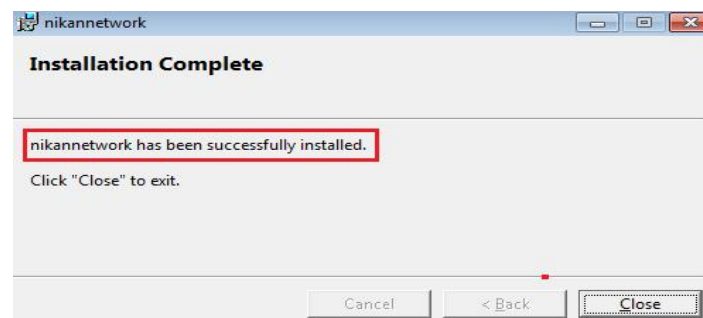 nikannetwork
Installation Complete
nikannetwork has been successfully installed.
Click "Close" to exit.
Cancel
< Back
Close